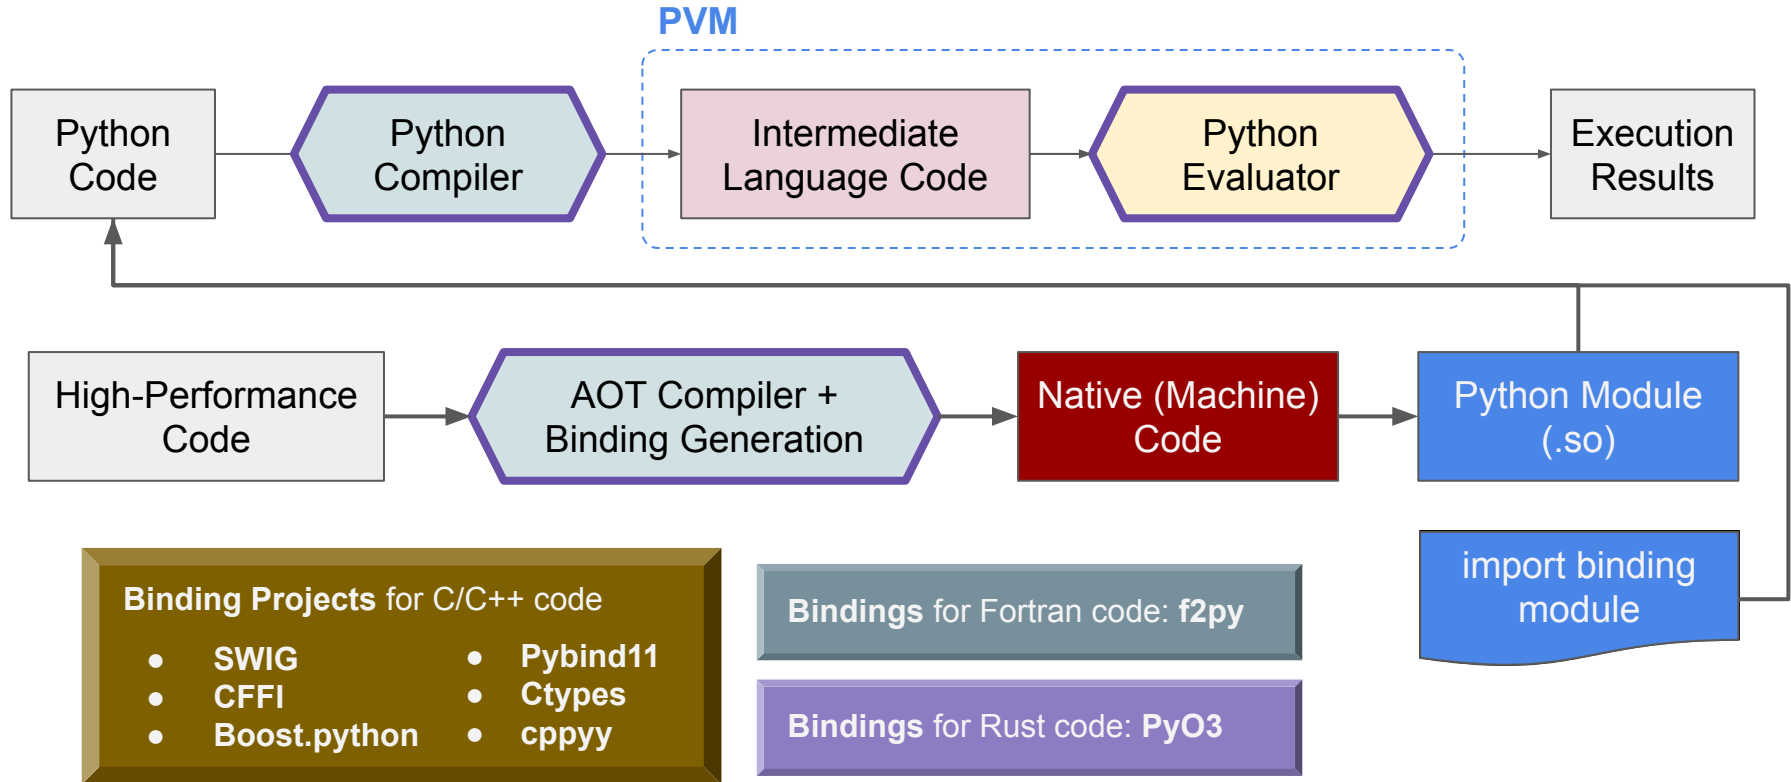 PVM
Python
Code
Python
Compiler
Intermediate
Language Code
Python
Evaluator
Execution
Results
High-Performance
Code
AOT Compiler +
Binding Generation
Native (Machine)
Code
Python Module
(.so)
import binding
module
Binding Projects for C/C++ code
● SWIG
● CFFI
● Boost.python
● Pybind11
● Ctypes
● cppyy
Bindings for Fortran code: f2py
Bindings for Rust code: PyO3